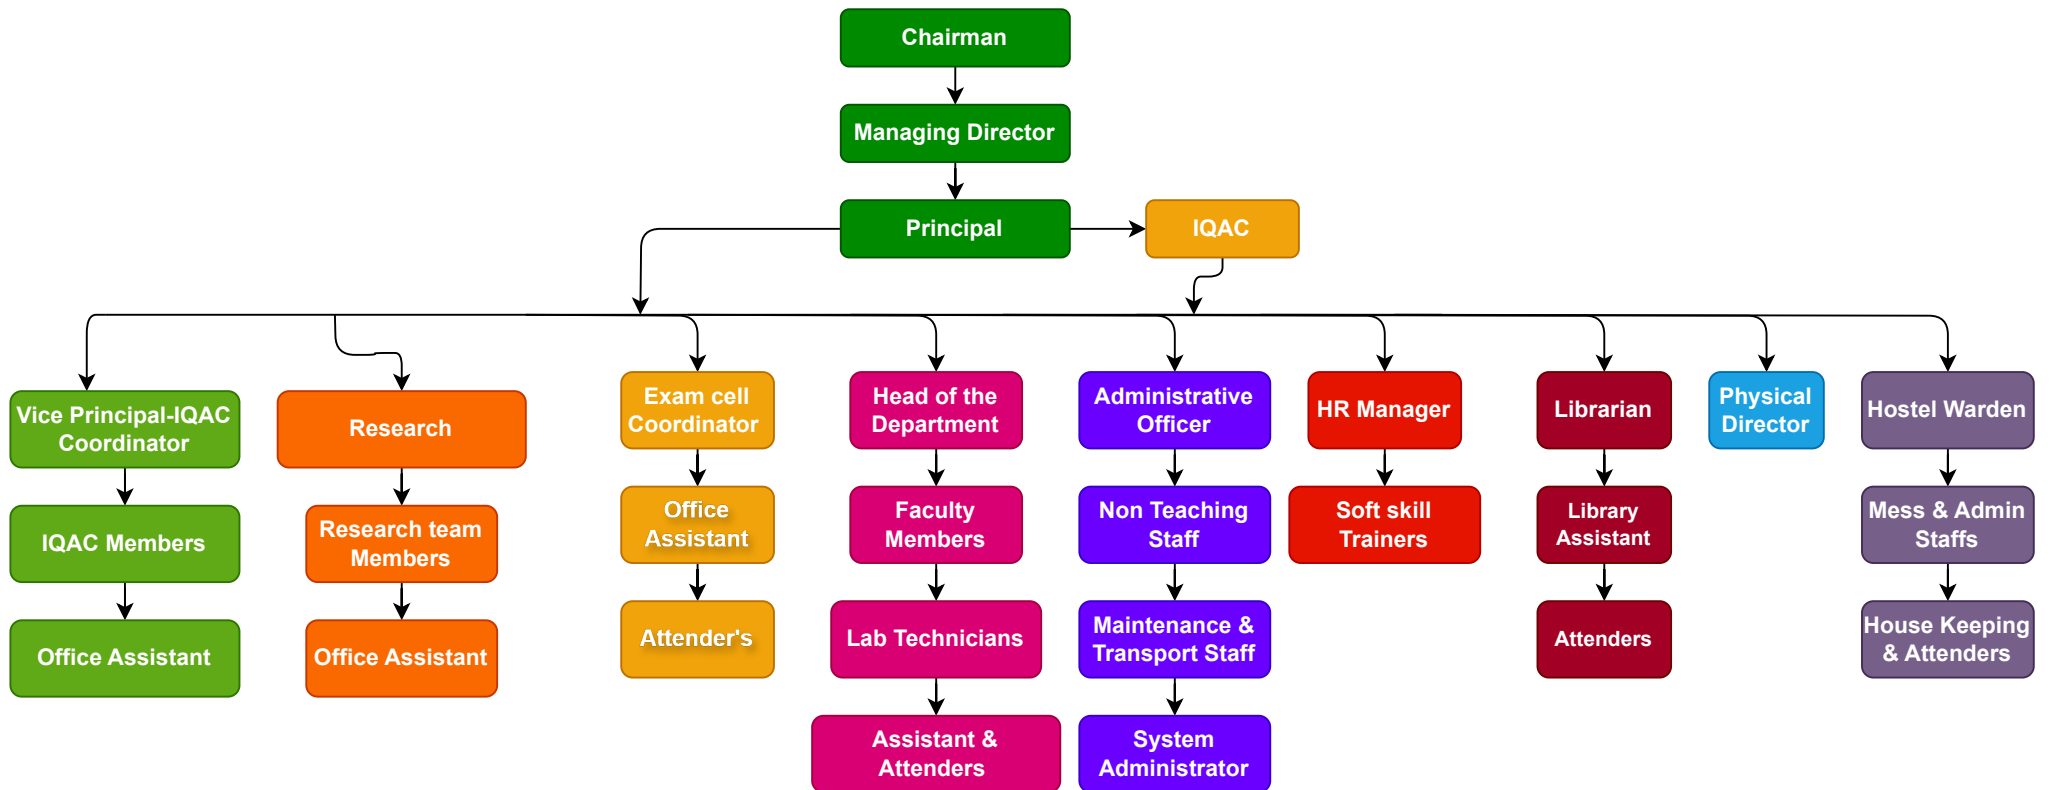 Chairman
Managing Director
Principal
IQAC
Vice Principal-IQAC
Coordinator
Research
Exam cell
Coordinator
Head of the
Department
Administrative
Officer
HR Manager
Librarian
Physical
Director
Hostel Warden
IQAC Members
Research team
Members
Office
Assistant
Faculty
Members
Non Teaching
Staff
Soft skill
Trainers
Library
Assistant
Mess & Admin
Staffs
Office Assistant
Office Assistant
Attender's
Lab Technicians
Maintenance &
Transport Staff
Attenders
House Keeping
& Attenders
Assistant &
Attenders
System
Administrator